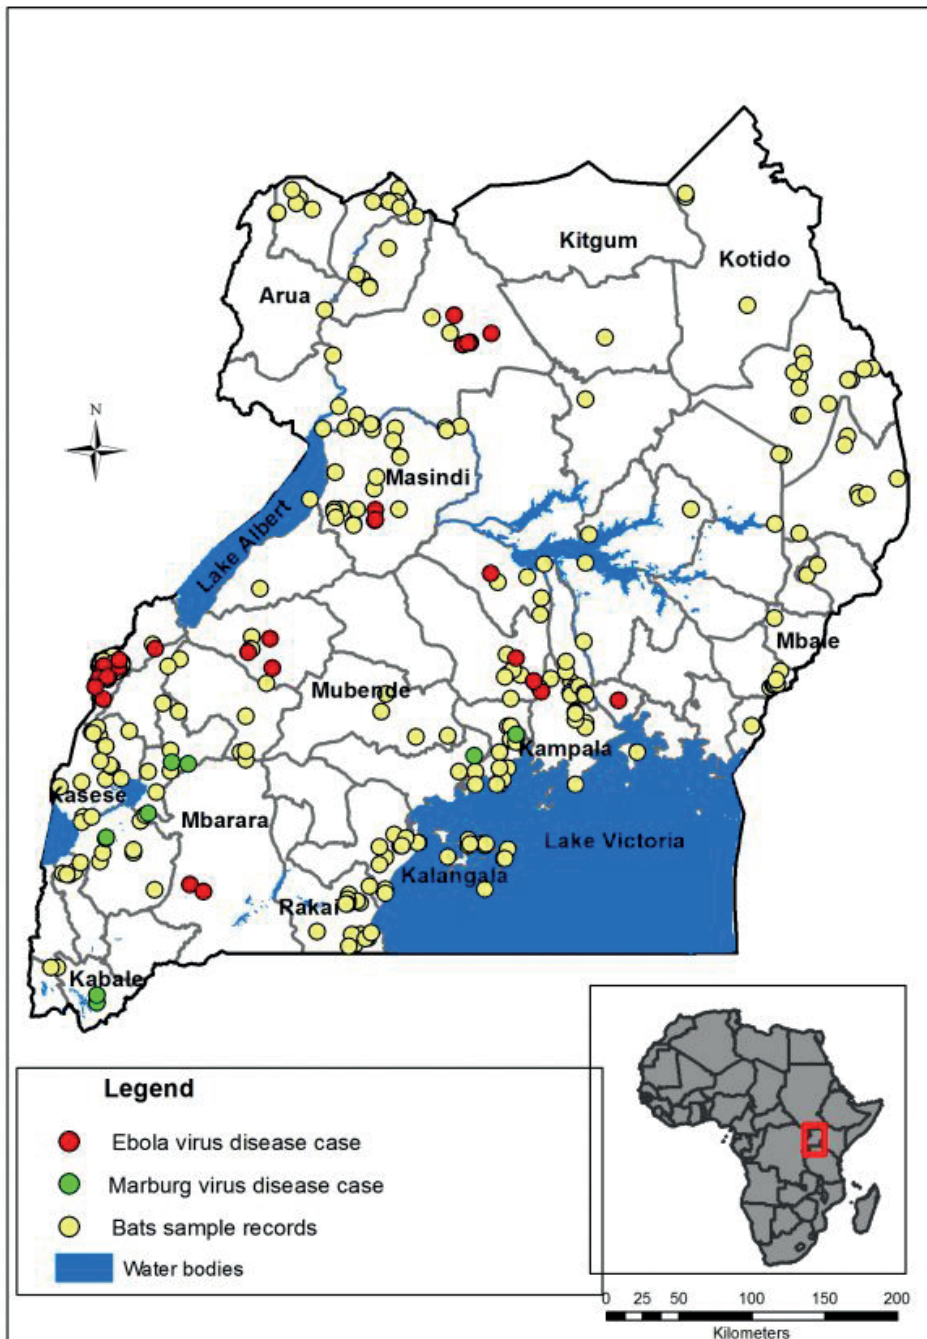 Kitgum
Kotido
Arua
N
Masindi
Lake Albert
Mbale
Mubende
Kampala
Kasese
Mbarara
Lake Victoria
Kalangala
Rakai
Kabale
Legend
Ebola virus disease case
Marburg virus disease case
Bats sample records
Water bodies
0 25 50 100 150 200
Kilometers